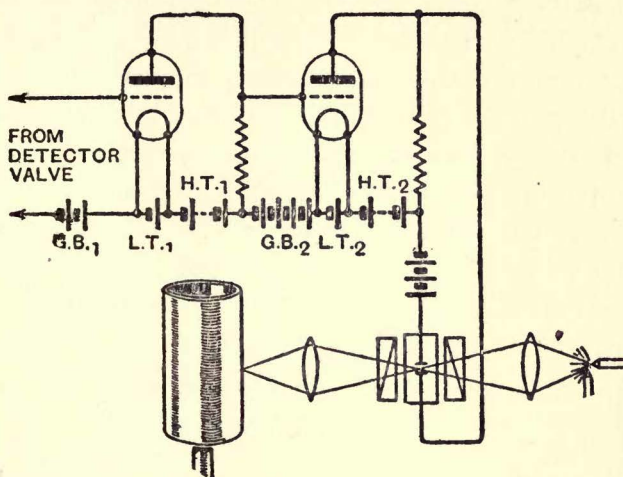 FROM
DETECTOR
VALVE
H.T.1
H.T.2
G.B.1
L.T.1
G.B.2
L.T.2